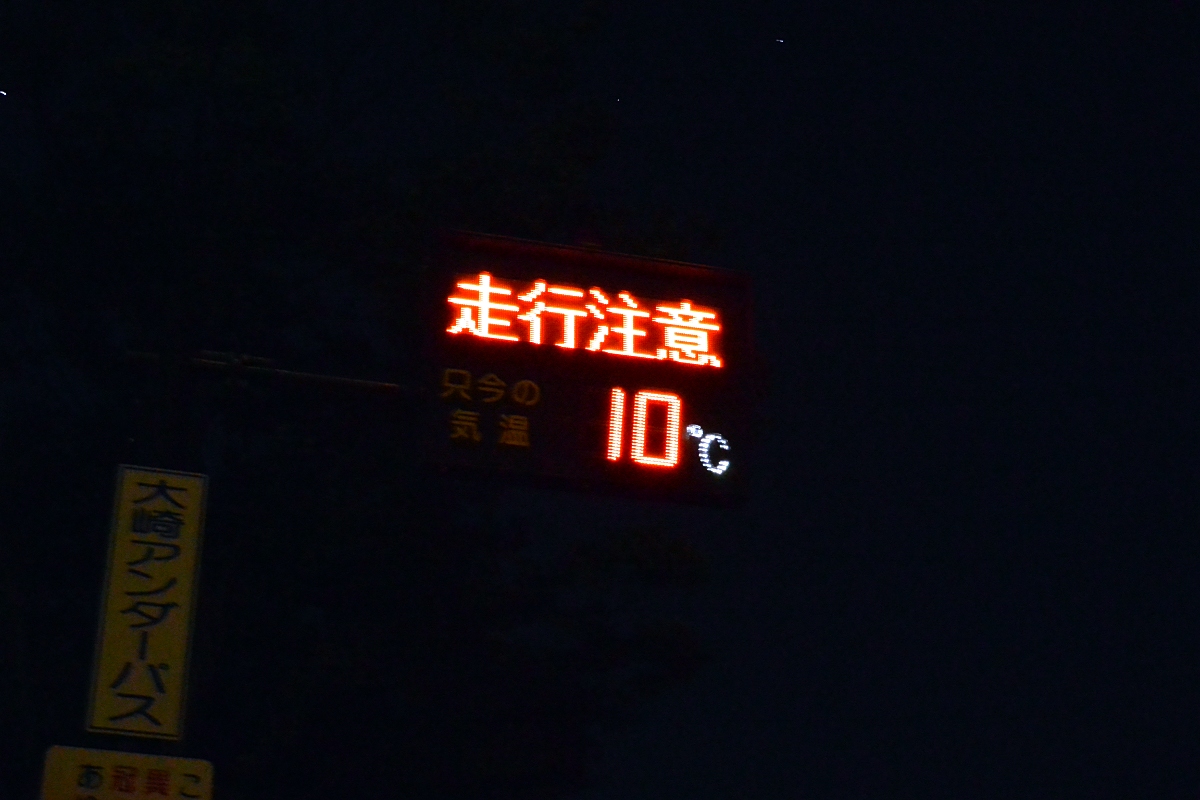 走行注意
只今の
気温
10℃
大崎アンダーパス